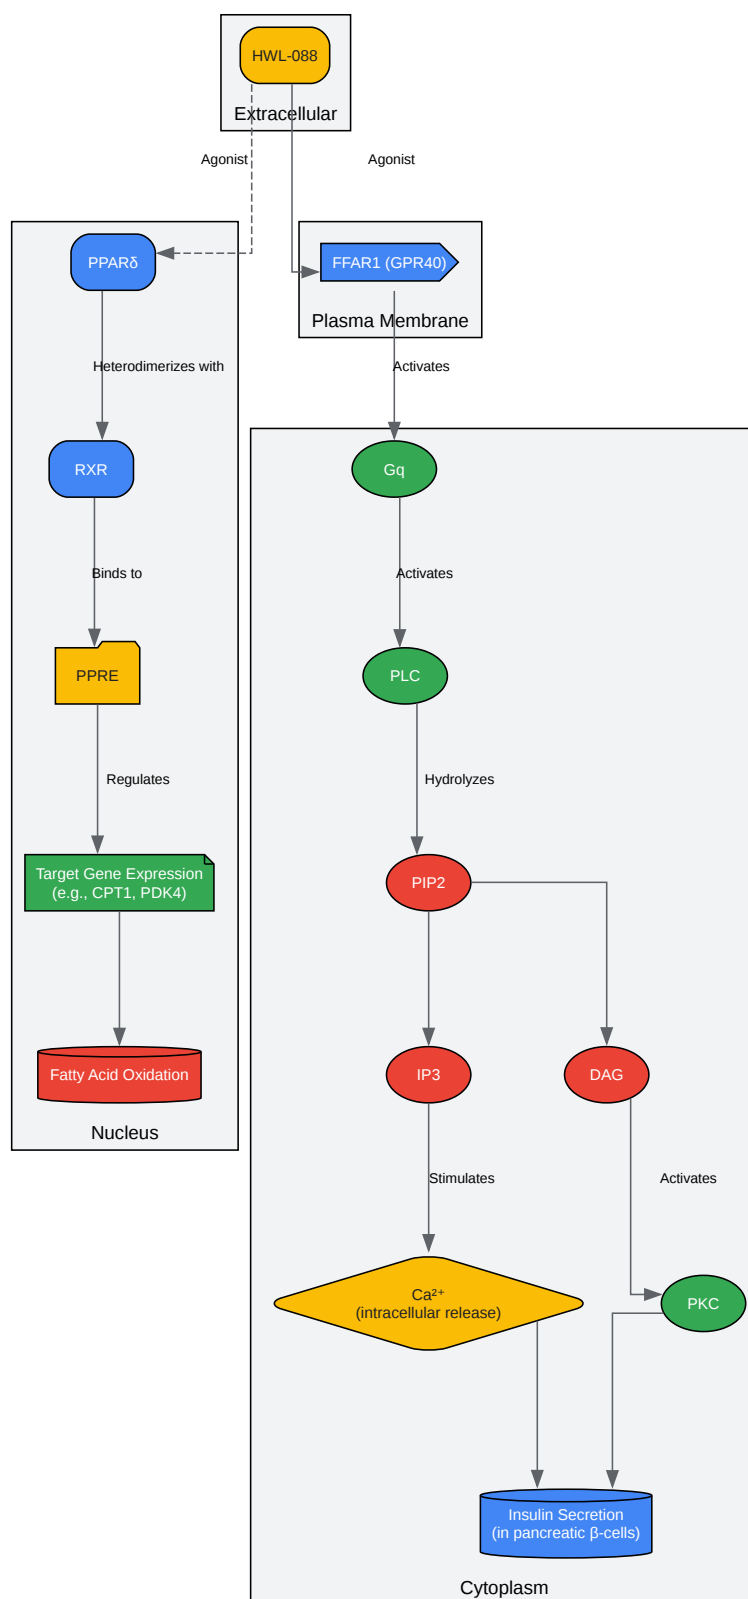 HWL-088
Extracellular
Agonist
Agonist
PPARδ
FFAR1 (GPR40)
Plasma Membrane
Heterodimerizes with
Activates
RXR
Gq
Binds to
Activates
PPRE
PLC
Regulates
Hydrolyzes
Target Gene Expression
(e.g., CPT1, PDK4)
PIP2
Fatty Acid Oxidation
IP3
DAG
Nucleus
Stimulates
Activates
Ca²⁺
(intracellular release)
PKC
Insulin Secretion
(in pancreatic β-cells)
Cytoplasm